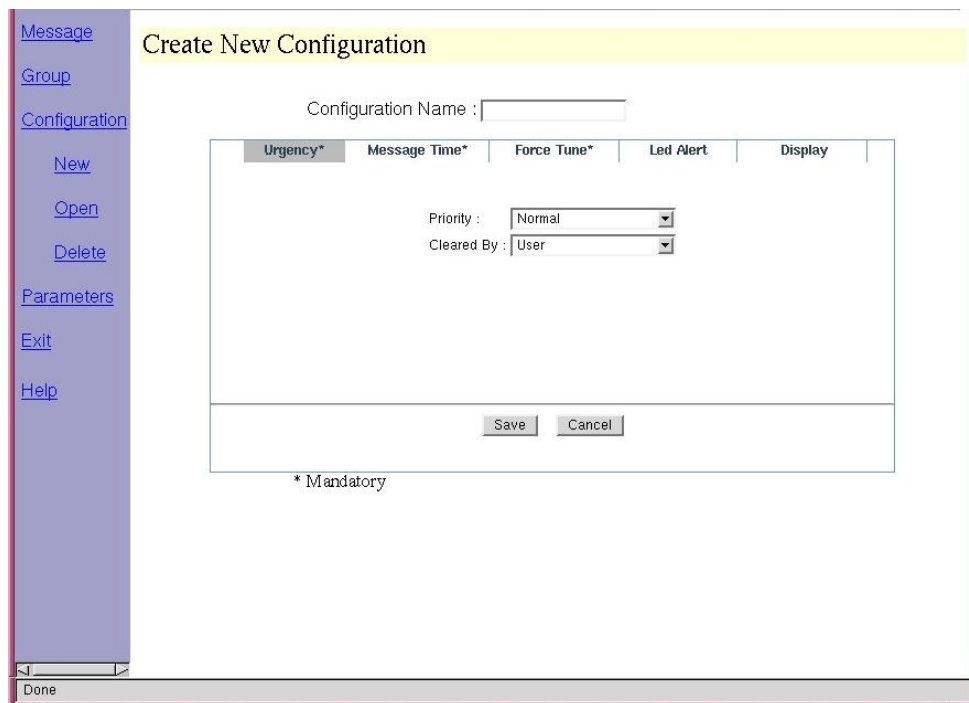 Message
Group
Configuration
New
Open
Delete
Parameters
Exit
Help
Create New Configuration
Configuration Name :
Urgency* Message Time* Force Tune* Led Alert Display
Priority : Normal
Cleared By : User
Save Cancel
* Mandatory
Done